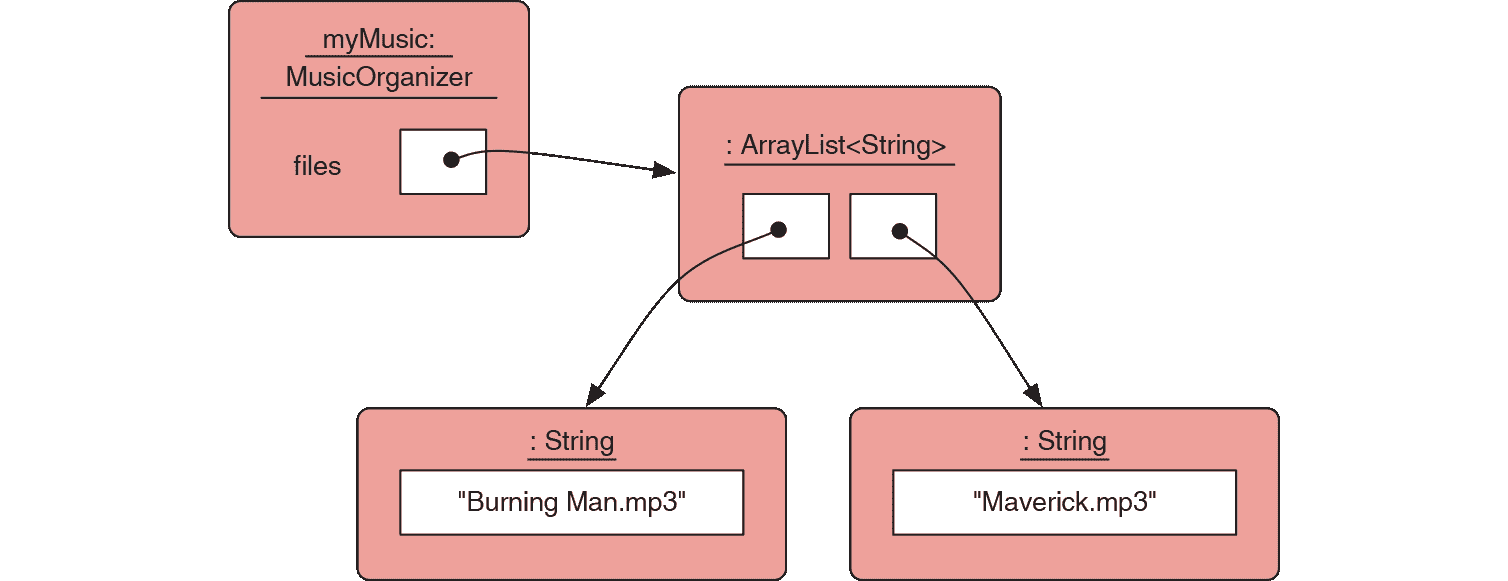 myMusic:
MusicOrganizer
files
: ArrayList<String>
: String
"Burning Man.mp3"
: String
"Maverick.mp3"